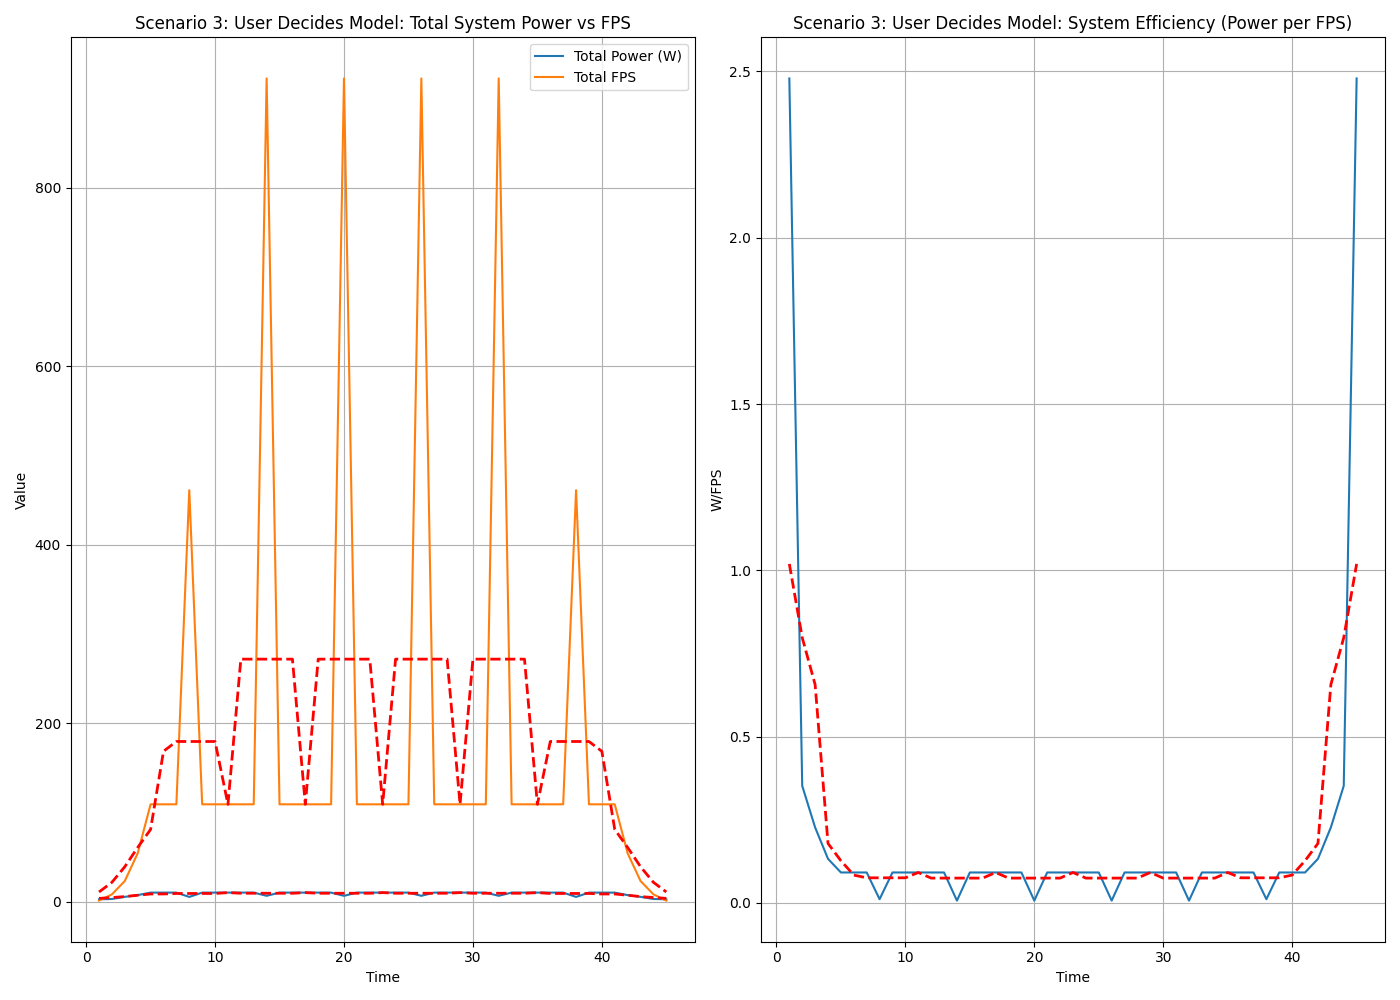 Scenario 3: User Decides Model: Total System Power vs FPS
Total Power (W)
Total FPS
Value
800
600
400
200
0
0
10
20
30
40
Time
Scenario 3: User Decides Model: System Efficiency (Power per FPS)
W/FPS
2.5
2.0
1.5
1.0
0.5
0.0
0
10
20
30
40
Time